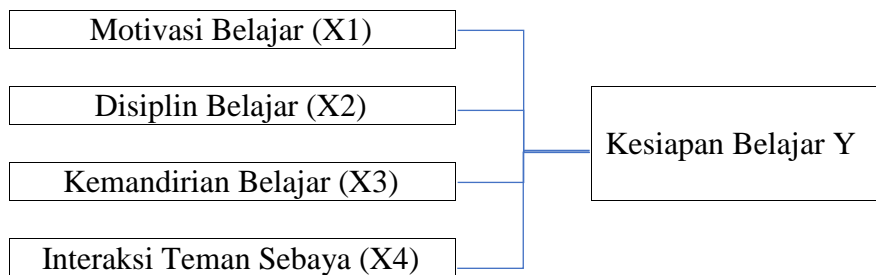 Motivasi Belajar (X1)
Disiplin Belajar (X2)
Kesiapan Belajar Y
Kemandirian Belajar (X3)
Interaksi Teman Sebaya (X4)